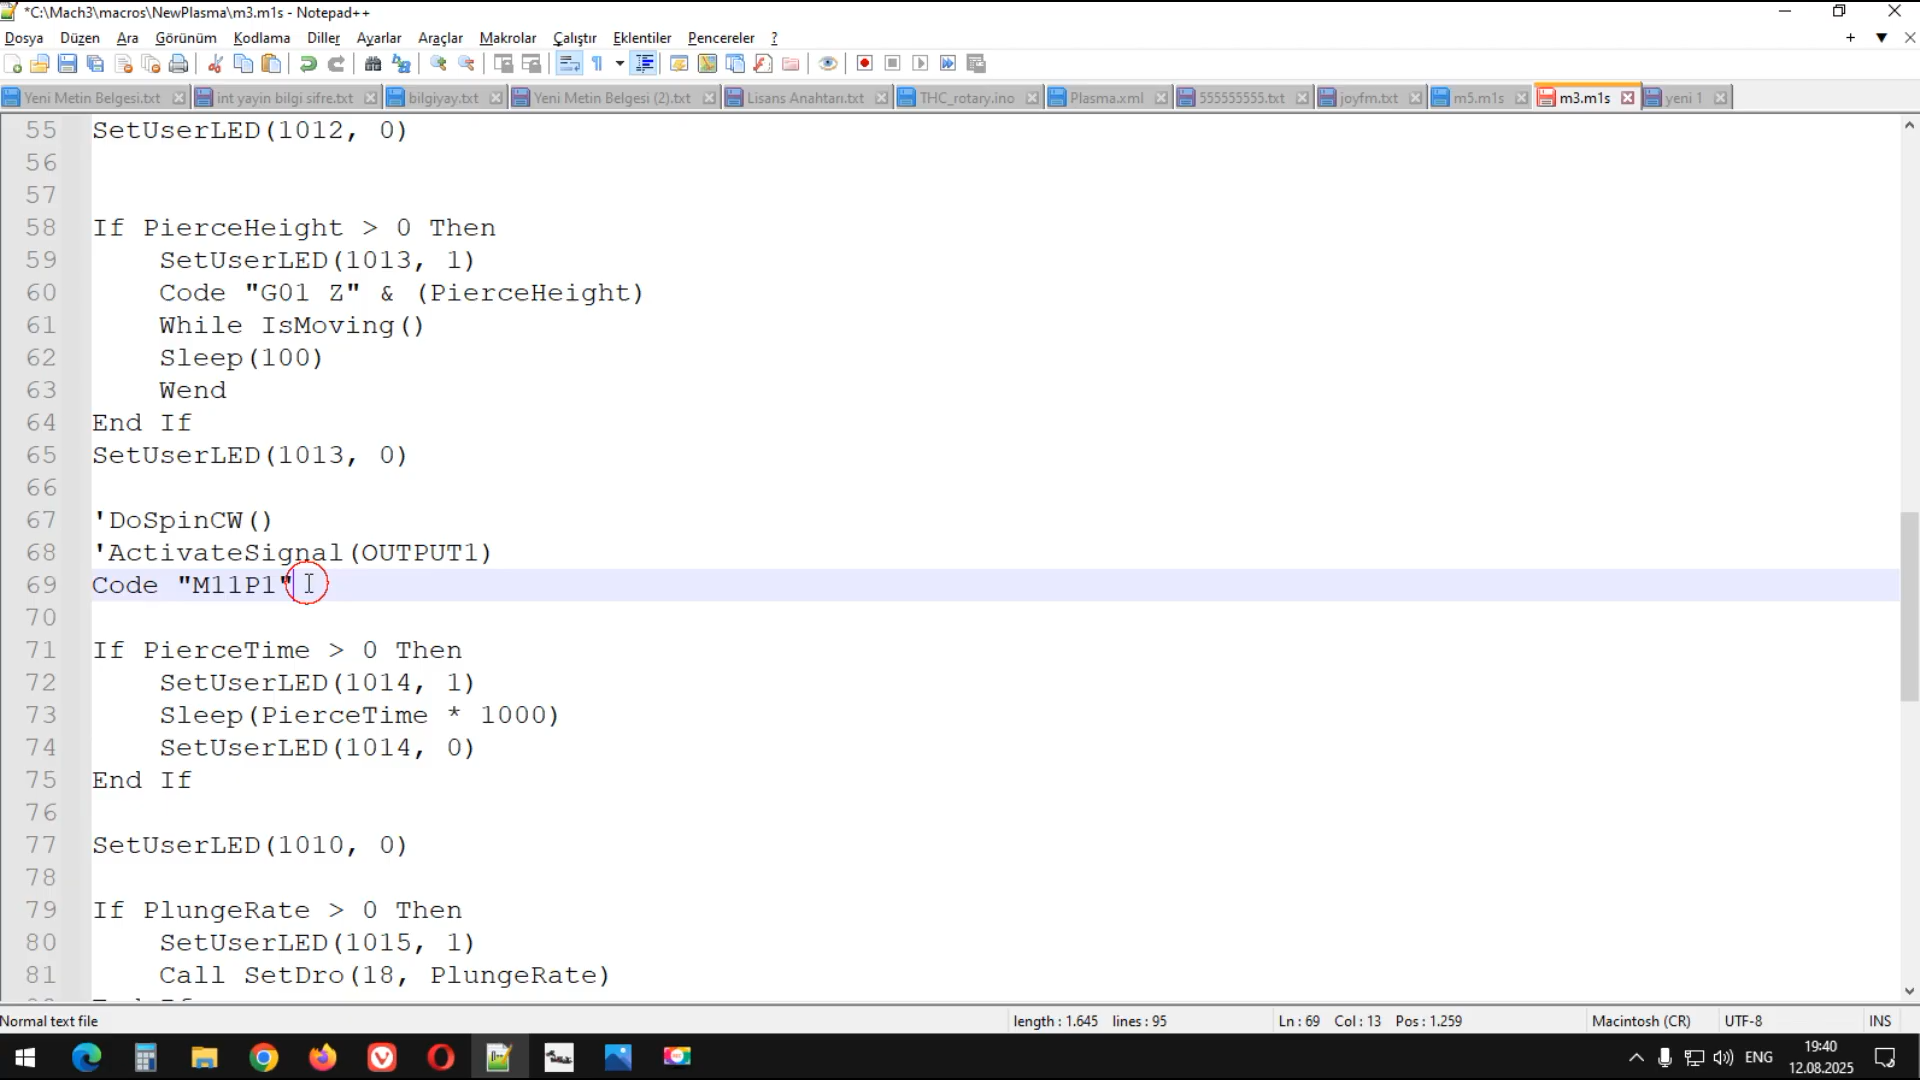 *C:\Mach3\macros\NewPlasma\m3.m1s - Notepad++
Dosya Düzen Ara Görünüm Kodlama Diller Ayarlar Araçlar Makrolar Çalıştır Eklentiler Pencereler ?
Yeni Metin Belgesi.txt int yayin bilgi sifre.txt bilgiyay.txt Yeni Metin Belgesi (2).txt Lisans Anahtarı.txt THC_rotary.ino Plasma.xml 555555555.txt joyfm.txt m5.m1s m3.m1s yeni 1
55 SetUserLED(1012, 0)
56
57
58 If PierceHeight > 0 Then
59 SetUserLED(1013, 1)
60 Code "G01 Z" & (PierceHeight)
61 While IsMoving()
62 Sleep(100)
63 Wend
64 End If
65 SetUserLED(1013, 0)
66
67 'DoSpinCW()
68 'ActivateSignal(OUTPUT1)
69 Code "M11P1"
70
71 If PierceTime > 0 Then
72 SetUserLED(1014, 1)
73 Sleep(PierceTime * 1000)
74 SetUserLED(1014, 0)
75 End If
76
77 SetUserLED(1010, 0)
78
79 If PlungeRate > 0 Then
80 SetUserLED(1015, 1)
81 Call SetDro(18, PlungeRate)
Normal text file length : 1.645 lines : 95 Ln : 69 Col : 13 Pos : 1.259 Macintosh (CR) UTF-8 INS
ENG 19:40
12.08.2025